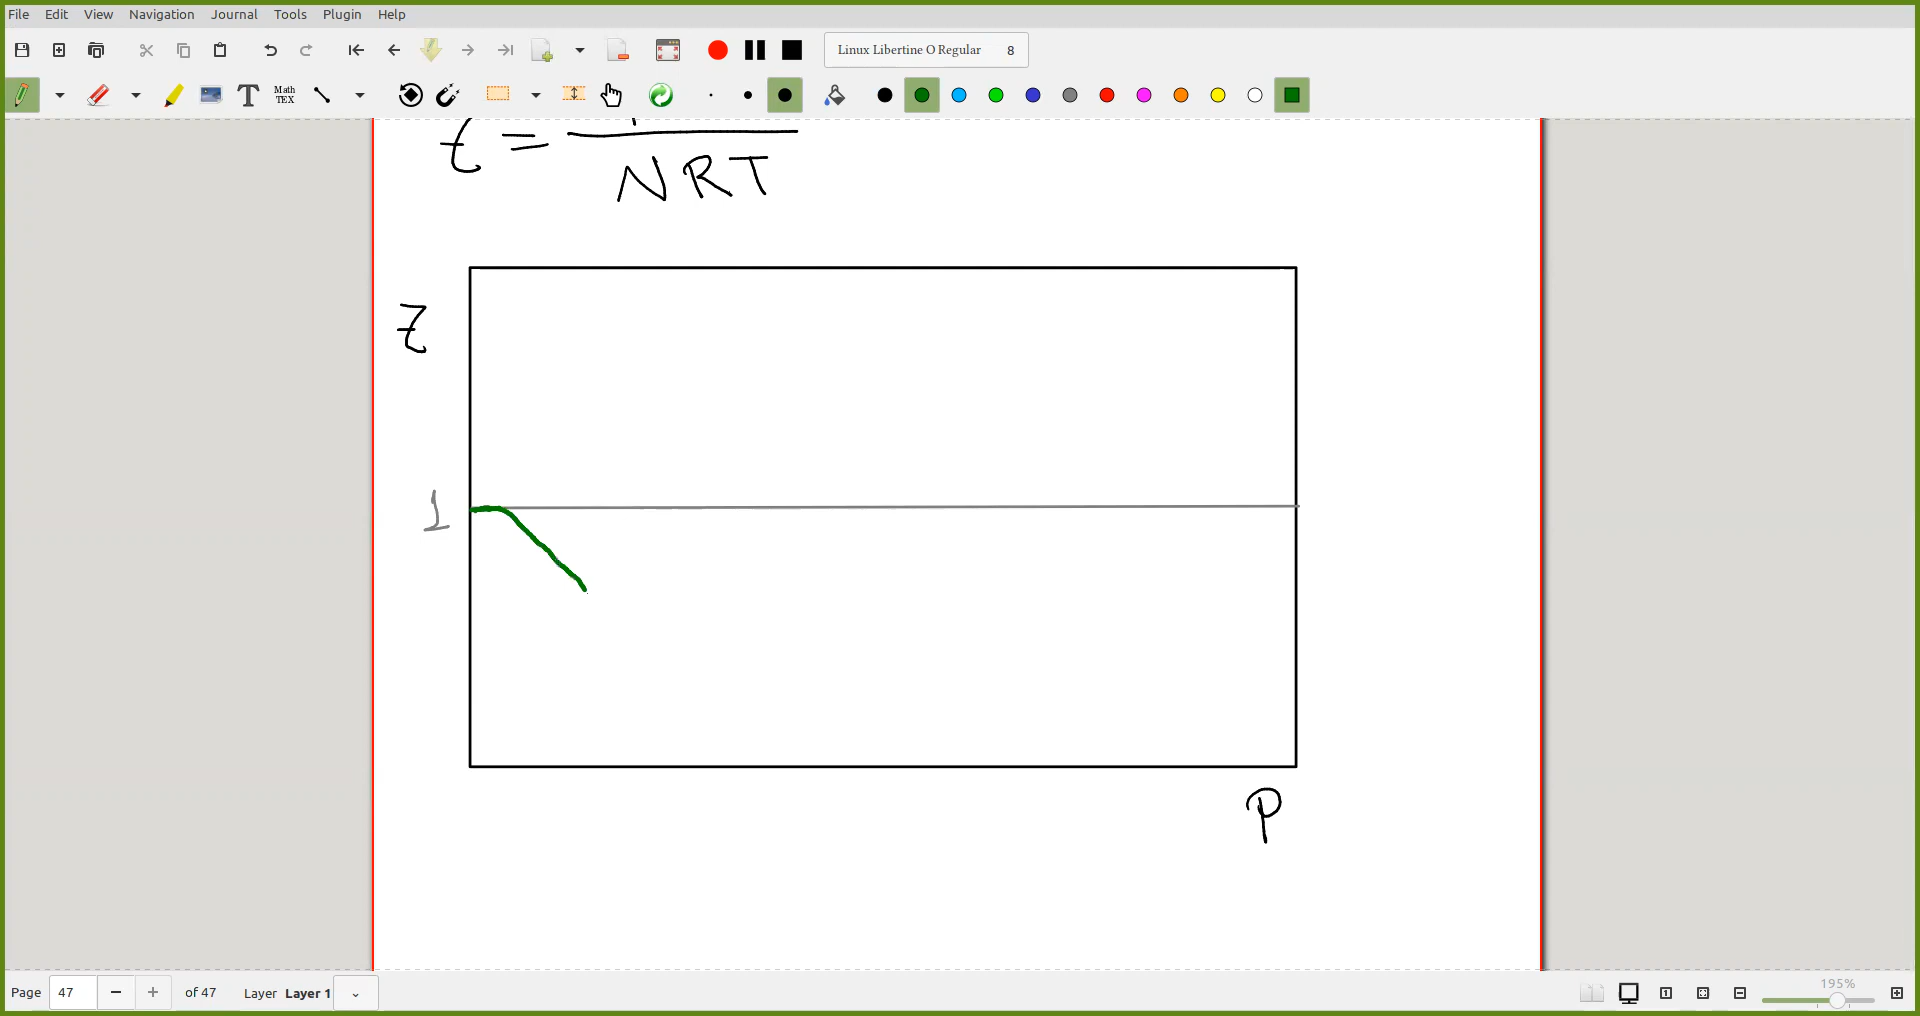 File Edit View Navigation Journal Tools Plugin Help
Linux Libertine O Regular 8
Math
TEX
Z =
NRT
Z
1
P
Page 47 of 47 Layer Layer 1 195%